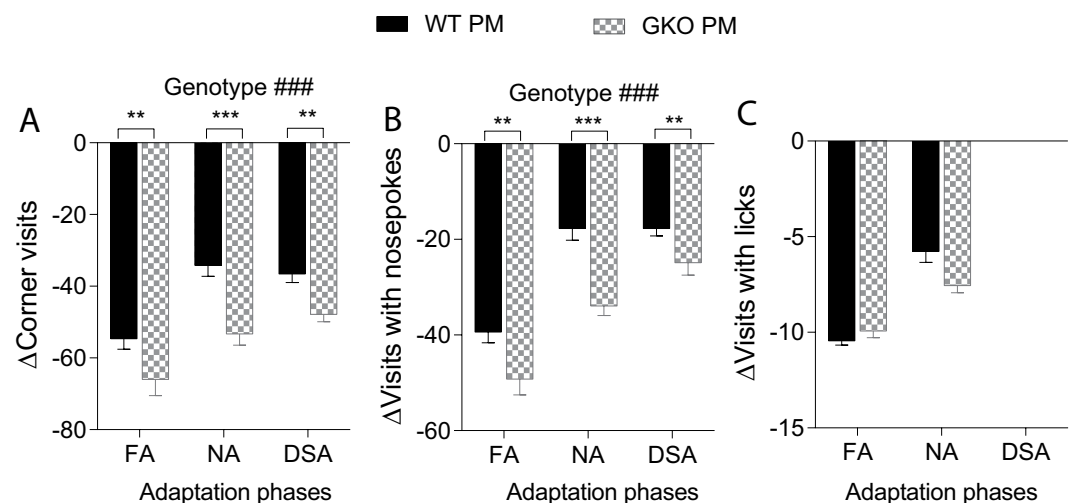 WT PM GKO PM
A
Genotype ###
** *** **
0
-20
-40
-60
-80
ΔCorner visits
FA NA DSA
Adaptation phases
B
Genotype ###
** *** **
0
-20
-40
-60
ΔVisits with nosepokes
FA NA DSA
Adaptation phases
C
0
-5
-10
-15
ΔVisits with licks
FA NA DSA
Adaptation phases